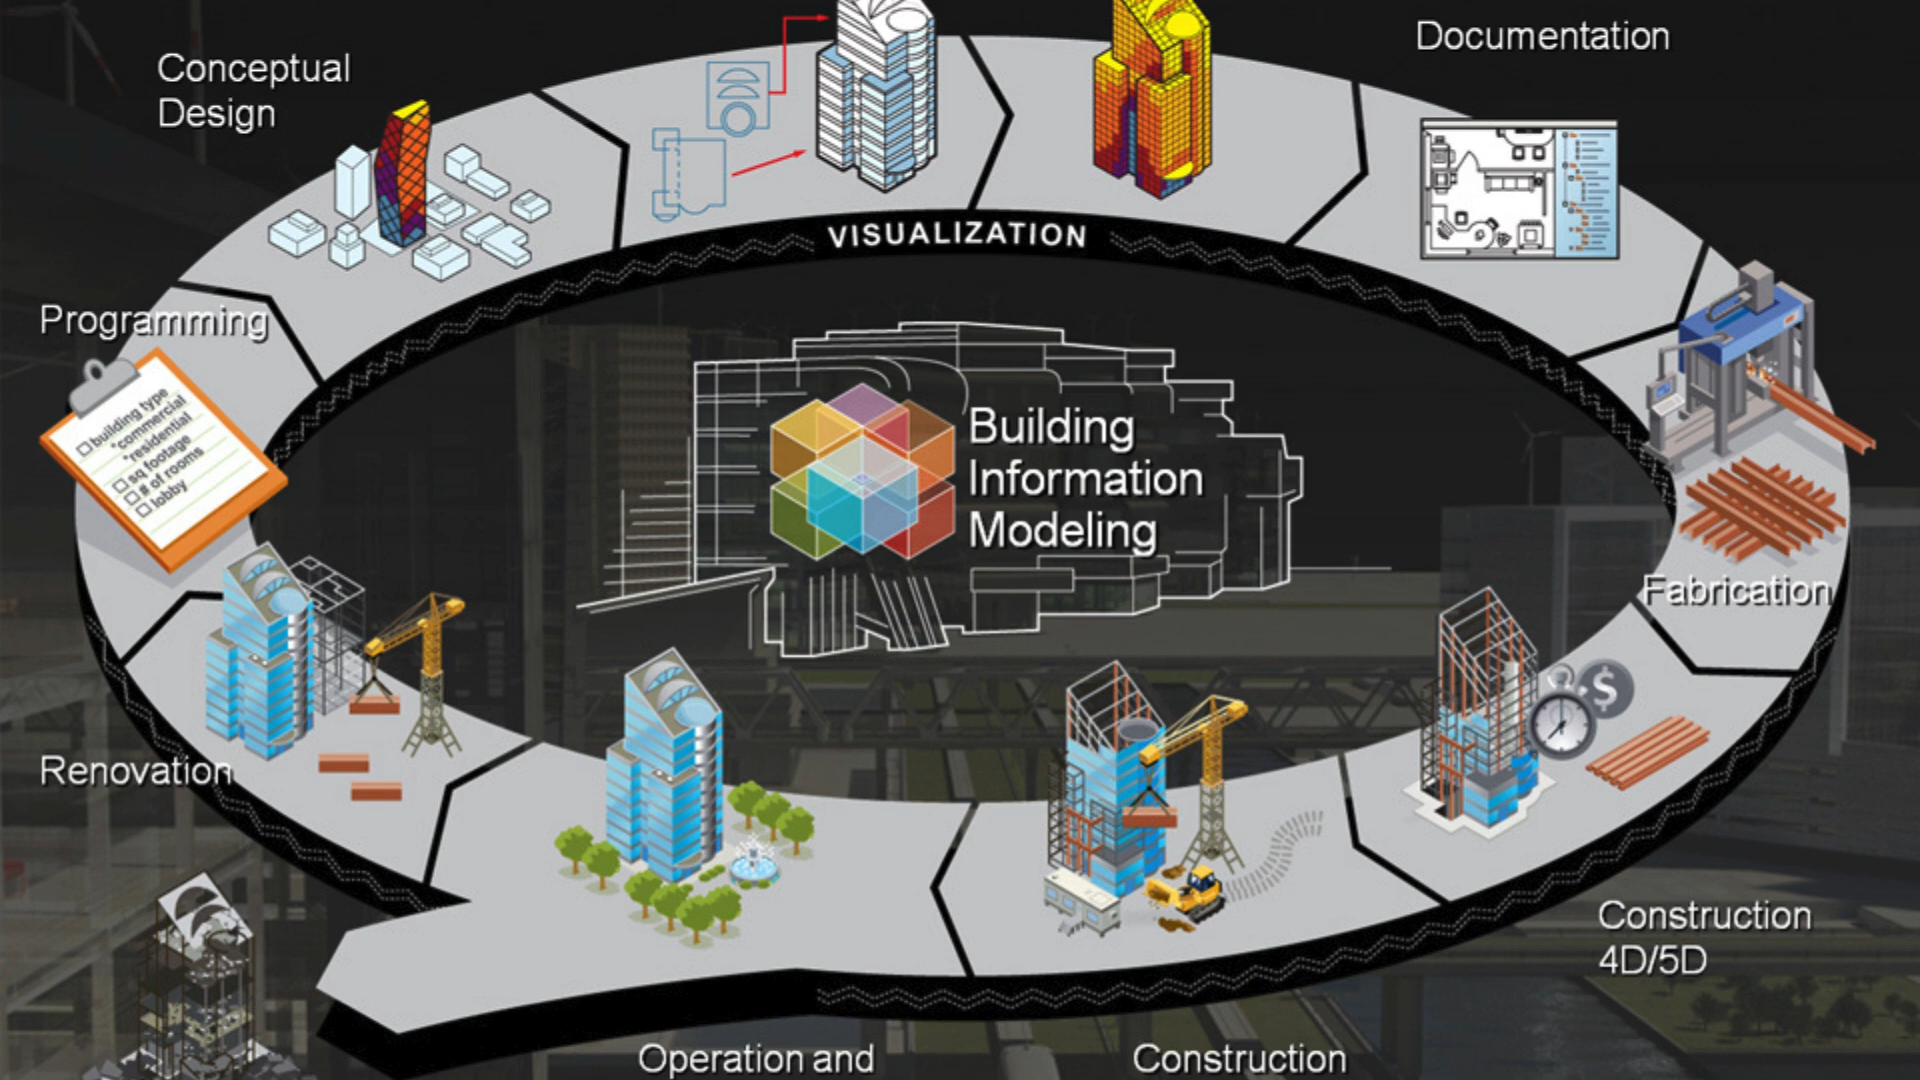 Conceptual
Design
Documentation
VISUALIZATION
Programming
building type
*commercial
*residential
sq footage
# of rooms
lobby
Building
Information
Modeling
Fabrication
$
Renovation
Construction
4D/5D
Operation and
Construction